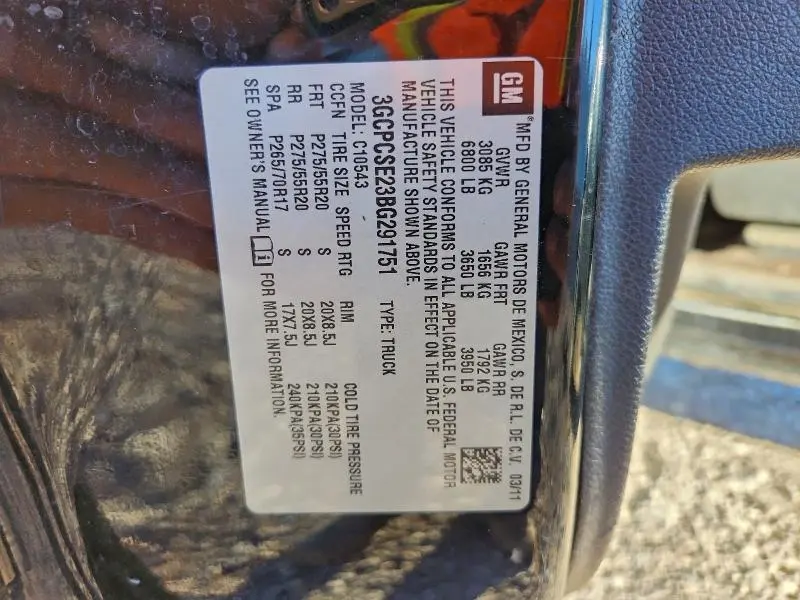 GM
®MFD BY GENERAL MOTORS DE MEXICO, S. DE R.L. DE C.V. 03/11
GVWR GAWR FRT GAWR RR
3085 KG 1656 KG 1792 KG
6800 LB 3650 LB 3950 LB
THIS VEHICLE CONFORMS TO ALL APPLICABLE U.S. FEDERAL MOTOR
VEHICLE SAFETY STANDARDS IN EFFECT ON THE DATE OF
MANUFACTURE SHOWN ABOVE.
3GCPCSE23BG291751 TYPE: TRUCK
MODEL: C10543
CCFN TIRE SIZE SPEED RTG RIM COLD TIRE PRESSURE
FRT P275/55R20 S 20X8.5J 210KPA(30PSI)
RR P275/55R20 S 20X8.5J 210KPA(30PSI)
SPA P265/70R17 S 17X7.5J 240KPA(35PSI)
SEE OWNER'S MANUAL i FOR MORE INFORMATION.